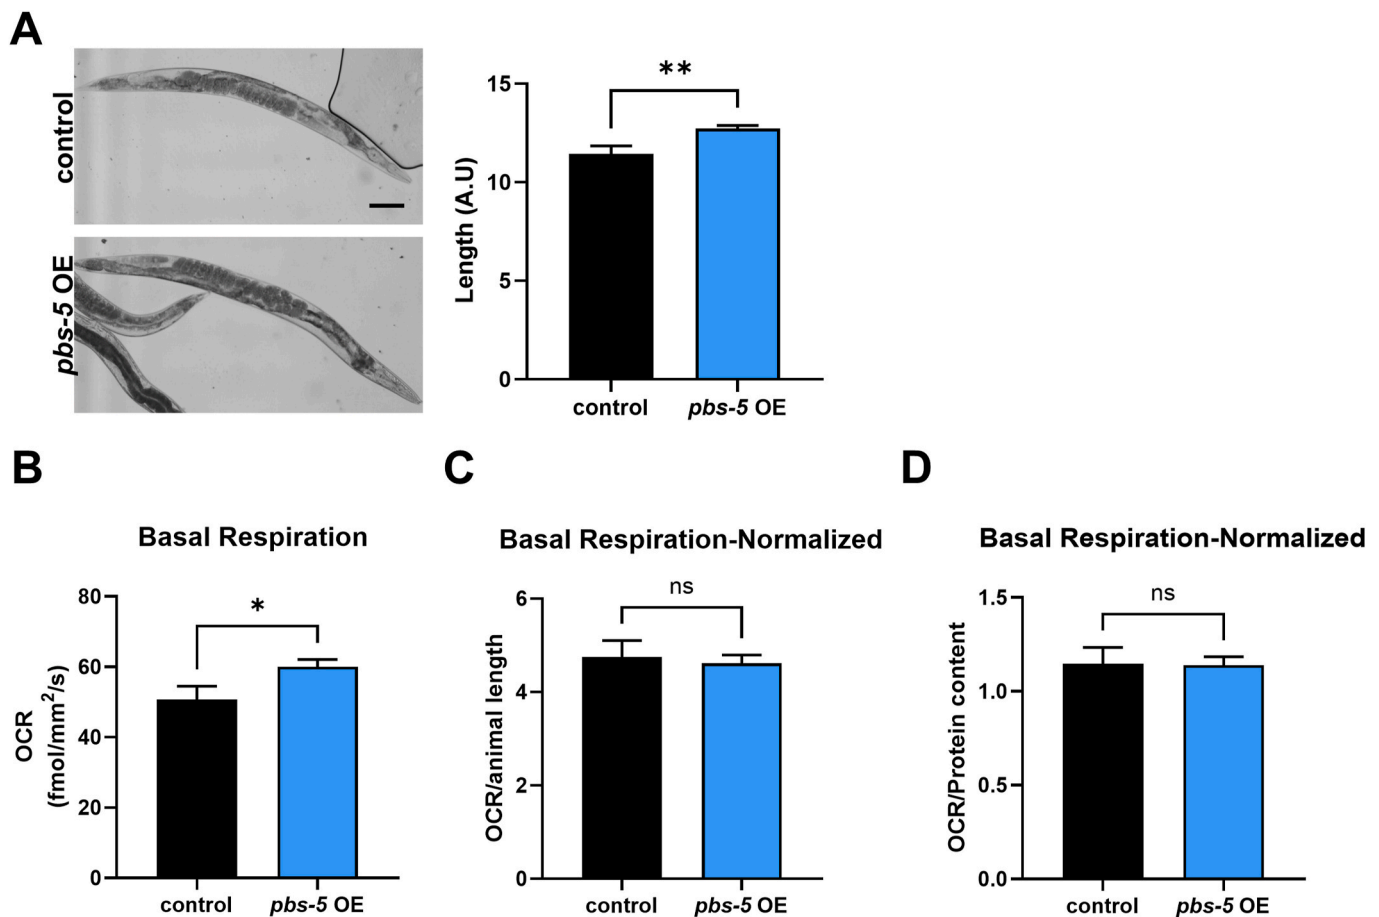 A
control
pbs-5 OE
Length (A.U)
15
10
5
0
**
control
pbs-5 OE
B
Basal Respiration
OCR
(fmol/mm²/s)
80
60
40
20
0
*
control
pbs-5 OE
C
Basal Respiration-Normalized
OCR/animal length
6
4
2
0
ns
control
pbs-5 OE
D
Basal Respiration-Normalized
OCR/Protein content
1.5
1.0
0.5
0.0
ns
control
pbs-5 OE